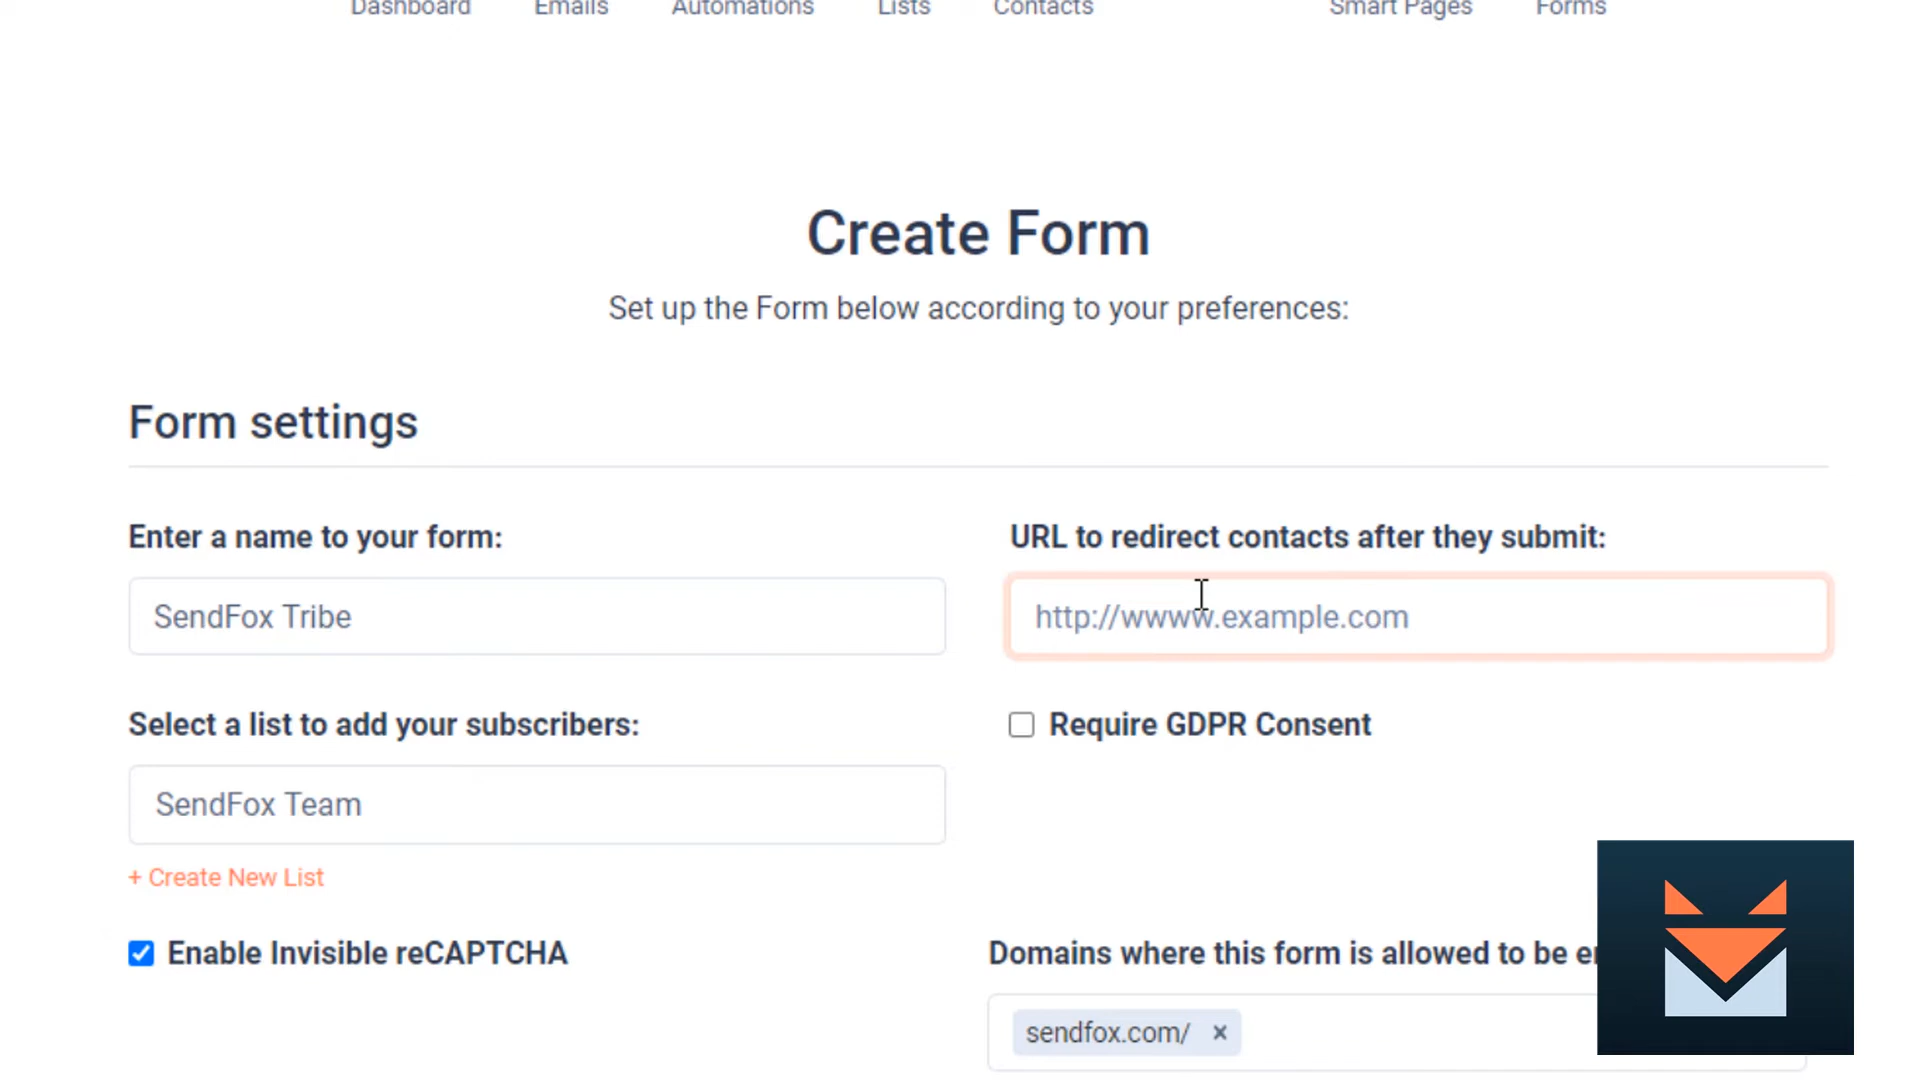 Dashboard Emails Automations Lists Contacts Smart Pages Forms
Create Form
Set up the Form below according to your preferences:
Form settings
Enter a name to your form:
SendFox Tribe
URL to redirect contacts after they submit:
http://wwww.example.com
Select a list to add your subscribers:
SendFox Team
+ Create New List
Require GDPR Consent
Enable Invisible reCAPTCHA
Domains where this form is allowed to be
sendfox.com/ ×